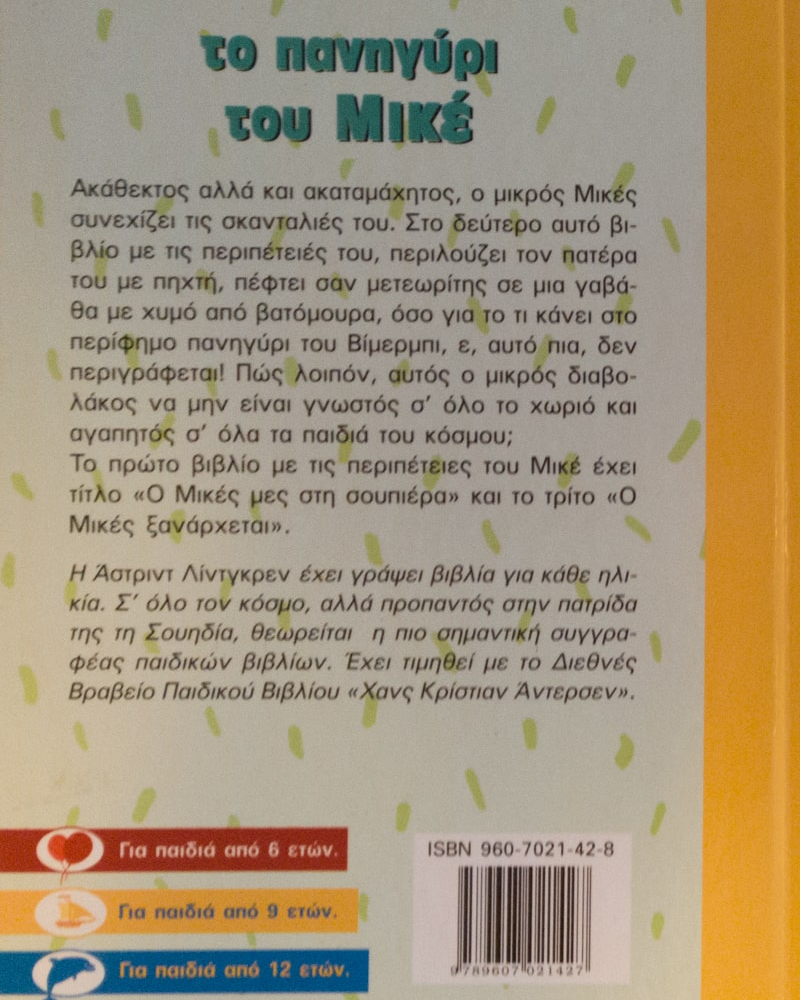 το πανηγύρι
του Μικέ
Ακάθεκτος αλλά και ακαταμάχητος, ο μικρός Μικές
συνεχίζει τις σκανταλιές του. Στο δεύτερο αυτό βι-
βλίο με τις περιπέτειές του, περιλούζει τον πατέρα
του με πηχτή, πέφτει σαν μετεωρίτης σε μια γαβά-
θα με χυμό από βατόμουρα, όσο για το τι κάνει στο
περίφημο πανηγύρι του Βίμερμπι, ε, αυτό πια, δεν
περιγράφεται! Πώς λοιπόν, αυτός ο μικρός διαβο-
λάκος να μην είναι γνωστός σ’ όλο το χωριό και
αγαπητός σ’ όλα τα παιδιά του κόσμου;
Το πρώτο βιβλίο με τις περιπέτειες του Μικέ έχει
τίτλο «Ο Μικές μες στη σουπιέρα» και το τρίτο «Ο
Μικές ξανάρχεται».
Η Άστριντ Λίντγκρεν έχει γράψει βιβλία για κάθε ηλι-
κία. Σ’ όλο τον κόσμο, αλλά προπαντός στην πατρίδα
της τη Σουηδία, θεωρείται η πιο σημαντική συγγρα-
φέας παιδικών βιβλίων. Έχει τιμηθεί με το Διεθνές
Βραβείο Παιδικού Βιβλίου «Χανς Κρίστιαν Άντερσεν».
Για παιδιά από 6 ετών.
Για παιδιά από 9 ετών.
Για παιδιά από 12 ετών.
ISBN 960-7021-42-8
9789607021427